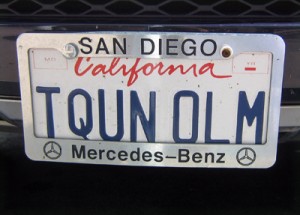 SAN DIEGO
California
TQUN OLM
Mercedes-Benz